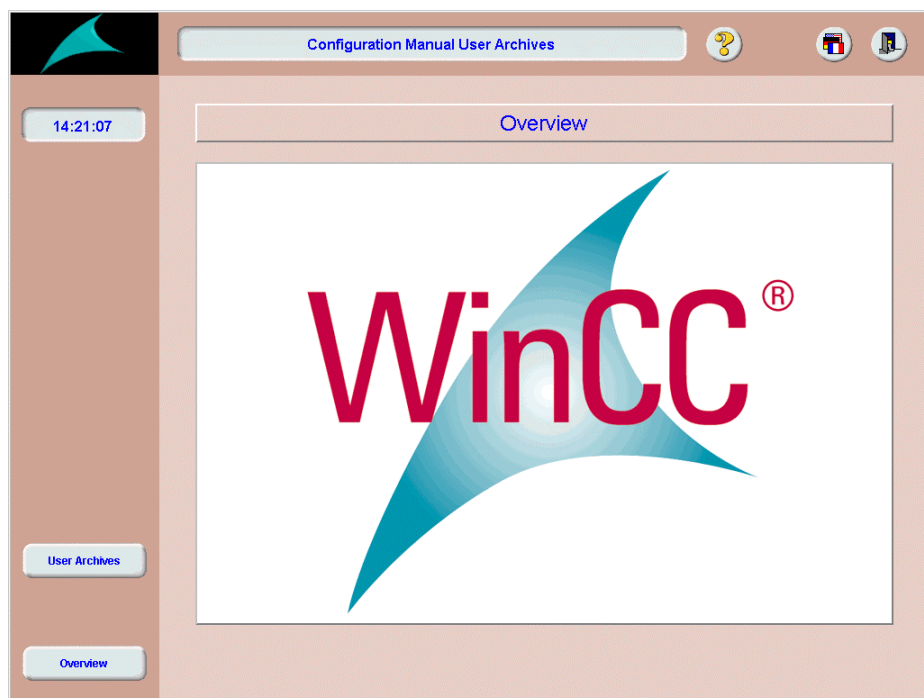 Configuration Manual User Archives
14:21:07
Overview
WinCC®
User Archives
Overview